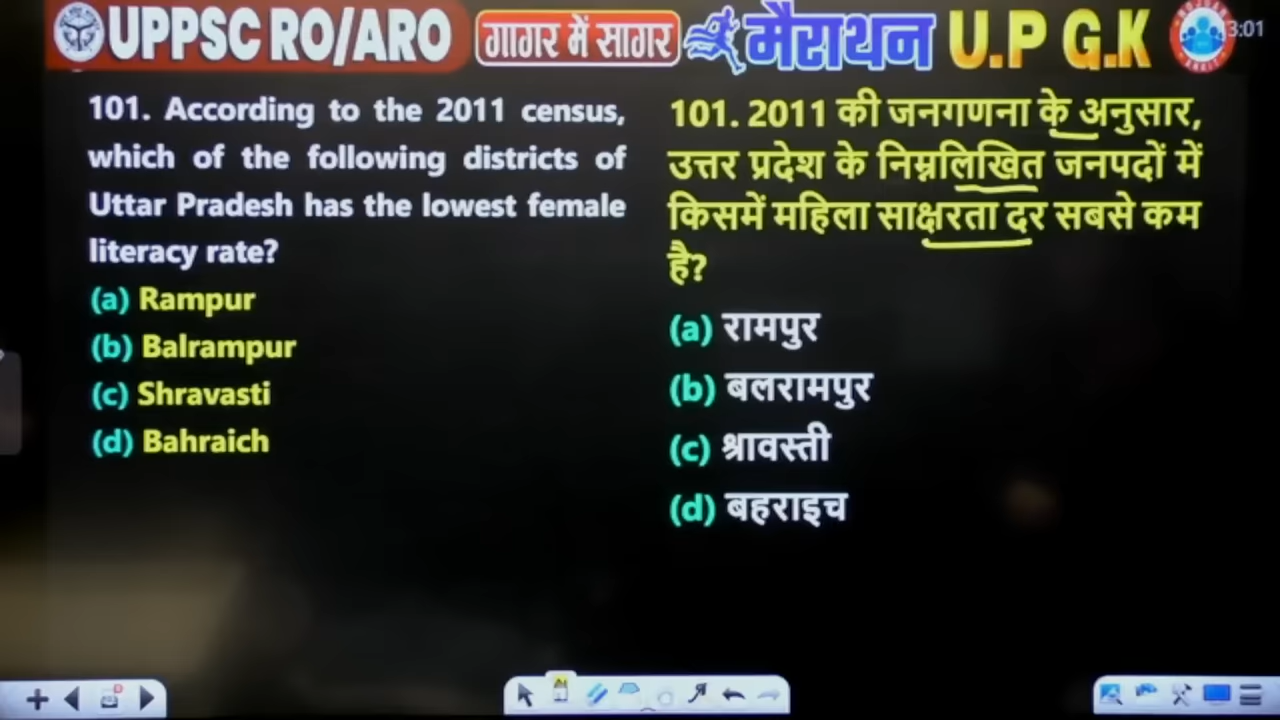 UPPSC RO/ARO गागर में सागर मैराथन U.P G.K
3:01
101. According to the 2011 census,
which of the following districts of
Uttar Pradesh has the lowest female
literacy rate?
(a) Rampur
(b) Balrampur
(c) Shravasti
(d) Bahraich
101. 2011 की जनगणना के अनुसार,
उत्तर प्रदेश के निम्नलिखित जनपदों में
किसमें महिला साक्षरता दर सबसे कम
है?
(a) रामपुर
(b) बलरामपुर
(c) श्रावस्ती
(d) बहराइच